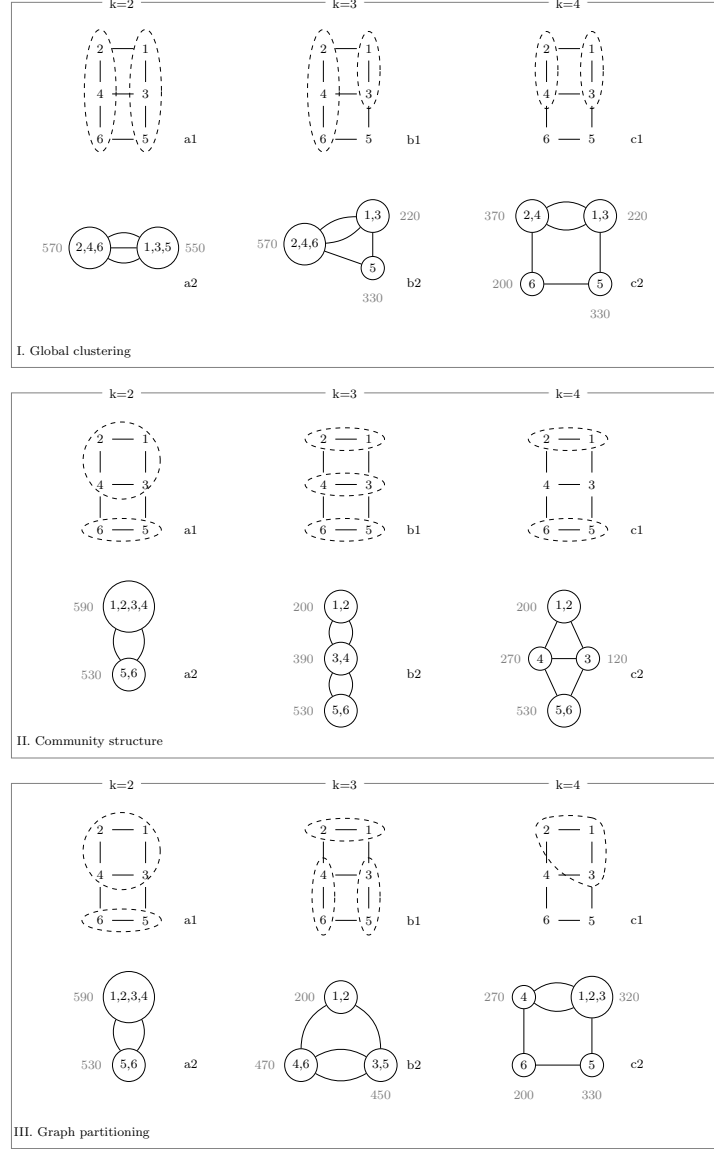 k=2 k=3 k=4
2 1 2 1 2 1
4 3 4 3 4 3
6 5 a1 6 5 b1 6 5 c1
1,3 220 370 2,4 1,3 220
570 2,4,6 1,3,5 550 570 2,4,6
5
a2 b2 200 6 5 c2
330
330
I. Global clustering
k=2 k=3 k=4
2 1 2 1 2 1
4 3 4 3 4 3
6 5 a1 6 5 b1 6 5 c1
590 1,2,3,4 200 1,2 200 1,2
390 3,4 270 4 3 120
530 5,6 a2 b2 c2
530 5,6 530 5,6
II. Community structure
k=2 k=3 k=4
2 1 2 1 2 1
4 3 4 3 4 3
6 5 a1 6 5 b1 6 5 c1
590 1,2,3,4 200 1,2 270 4 1,2,3 320
530 5,6 a2 470 4,6 3,5 b2 6 5 c2
450 200 330
III. Graph partitioning